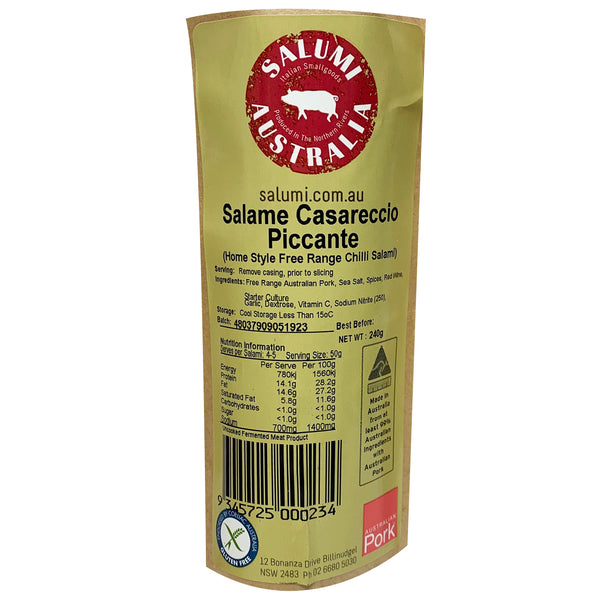 SALUMI
Italian Smallgoods
Produced In The Northern Rivers
AUSTRALIA
salumi.com.au
Salame Casareccio
Piccante
(Home Style Free Range Chilli Salami)
Serving: Remove casing, prior to slicing
Ingredients: Free Range Australian Pork, Sea Salt, Spices, Red Wine,
Starter Culture
Garlic, Dextrose, Vitamin C, Sodium Nitrite (250),
Storage: Cool Storage Less Than 15oC
Batch: 48037909051923 Best Before:
NET WT: 240g
Nutrition Information
Serves per Salami: 4-5 Serving Size: 50g
Per Serve Per 100g
Energy 780kj 1560kj
Protein 14.1g 28.2g
Fat 14.6g 27.2g
Saturated Fat 5.8g 11.6g
Carbohydrates <1.0g <1.0g
Sugar <1.0g <1.0g
Sodium 700mg 1400mg
Uncooked Fermented Meat Product
Made in
Australia
from at
least 99%
Australian
Ingredients
with
Australian
Pork
9 345725 000234
BY COELIAC AUSTRALIA
GLUTEN FREE
AUSTRALIAN
Pork
12 Bonanza Drive Billinudgel
NSW 2483 Ph 02 6680 5030